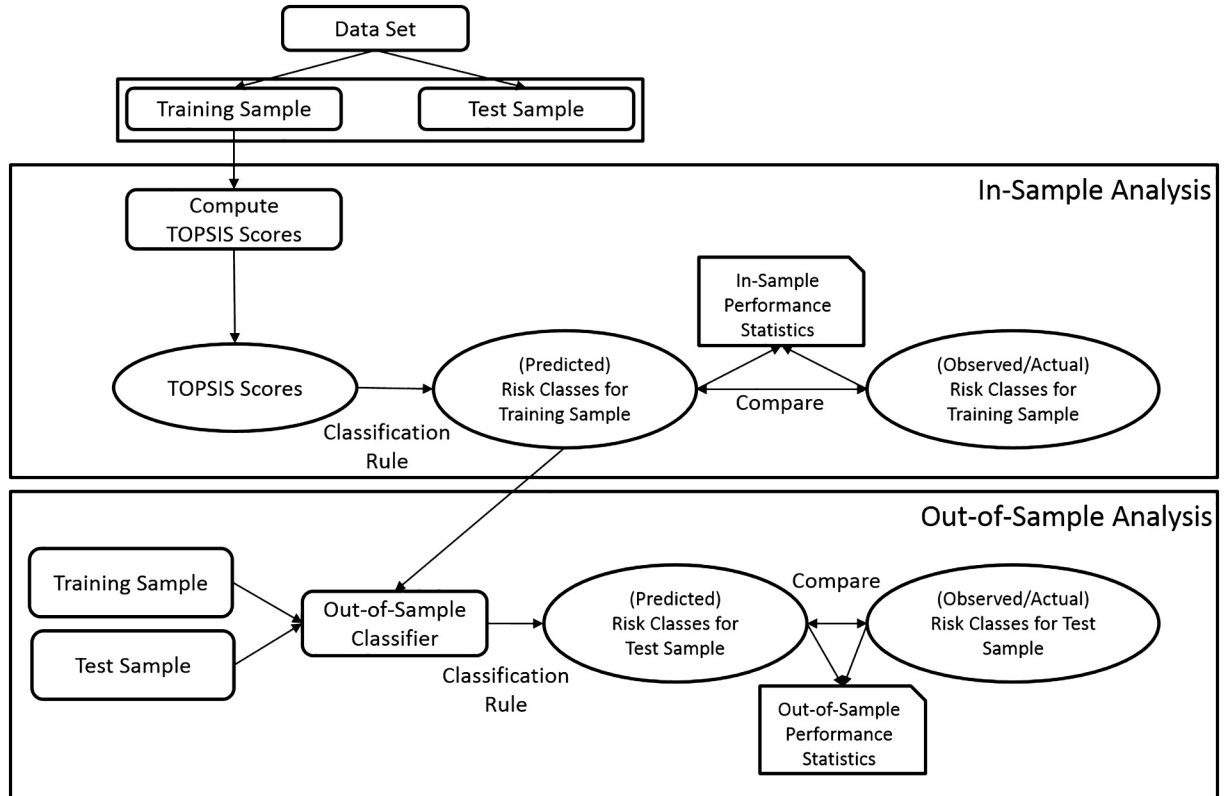 Data Set
Training Sample
Test Sample
In-Sample Analysis
Compute
TOPSIS Scores
In-Sample
Performance
Statistics
TOPSIS Scores
Classification
Rule
(Predicted)
Risk Classes for
Training Sample
Compare
(Observed/Actual)
Risk Classes for
Training Sample
Out-of-Sample Analysis
Training Sample
Test Sample
Out-of-Sample
Classifier
Classification
Rule
(Predicted)
Risk Classes for
Test Sample
Compare
(Observed/Actual)
Risk Classes for Test
Sample
Out-of-Sample
Performance
Statistics